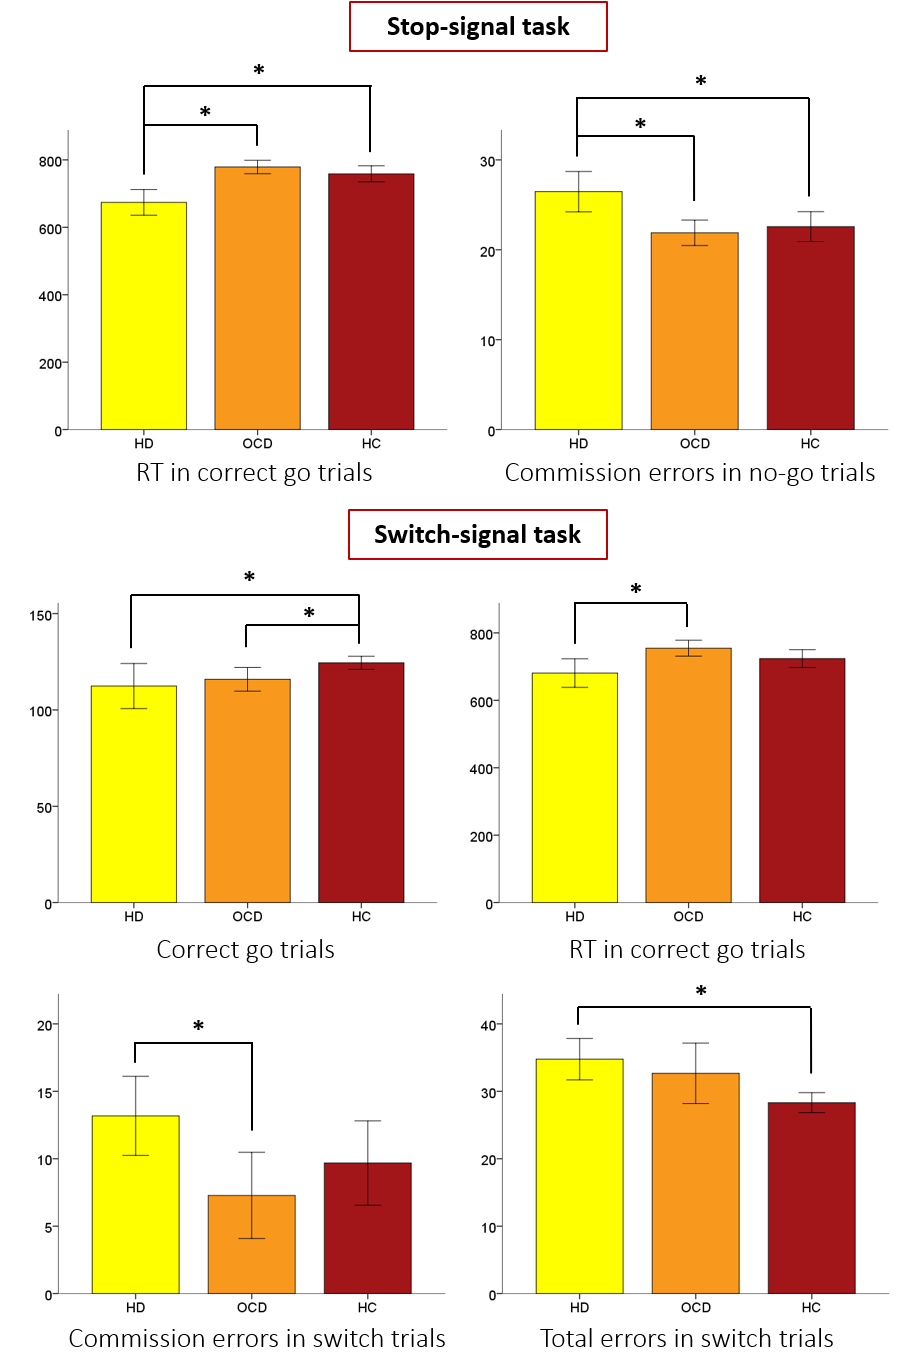 Stop-signal task
*
*
800
600
400
200
0
HD OCD HC
RT in correct go trials
*
*
30
20
10
0
HD OCD HC
Commission errors in no-go trials
Switch-signal task
*
*
150
100
50
0
HD OCD HC
Correct go trials
*
800
600
400
200
0
HD OCD HC
RT in correct go trials
*
20
15
10
5
0
HD OCD HC
Commission errors in switch trials
*
40
30
20
10
0
HD OCD HC
Total errors in switch trials